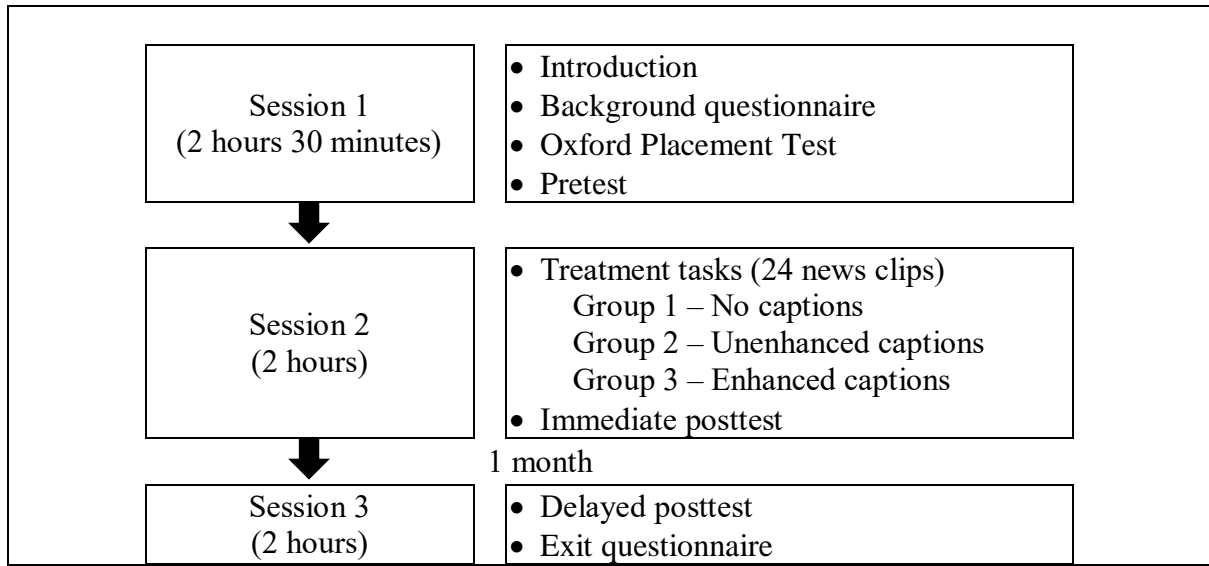 Session 1
(2 hours 30 minutes)
• Introduction
• Background questionnaire
• Oxford Placement Test
• Pretest
Session 2
(2 hours)
• Treatment tasks (24 news clips)
Group 1 – No captions
Group 2 – Unenhanced captions
Group 3 – Enhanced captions
• Immediate posttest
1 month
Session 3
(2 hours)
• Delayed posttest
• Exit questionnaire